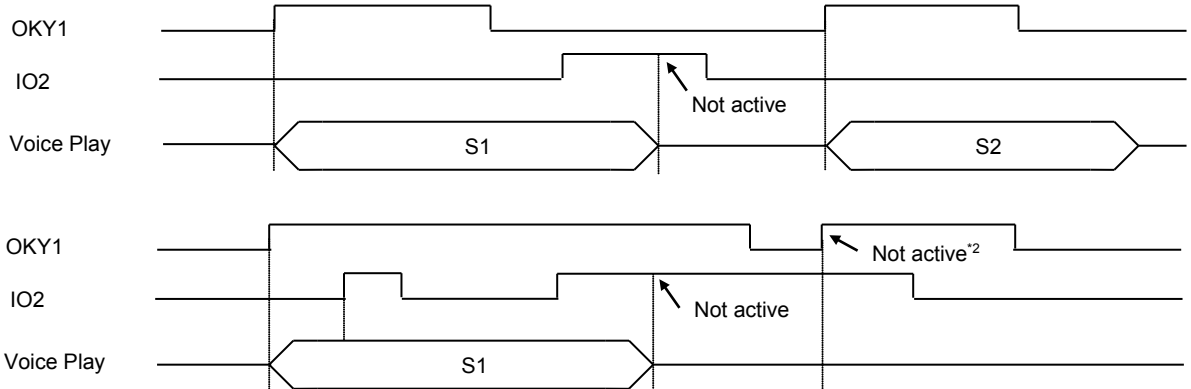 OKY1
IO2
Not active
Voice Play
S1
S2
OKY1
Not active*2
IO2
Not active
Voice Play
S1